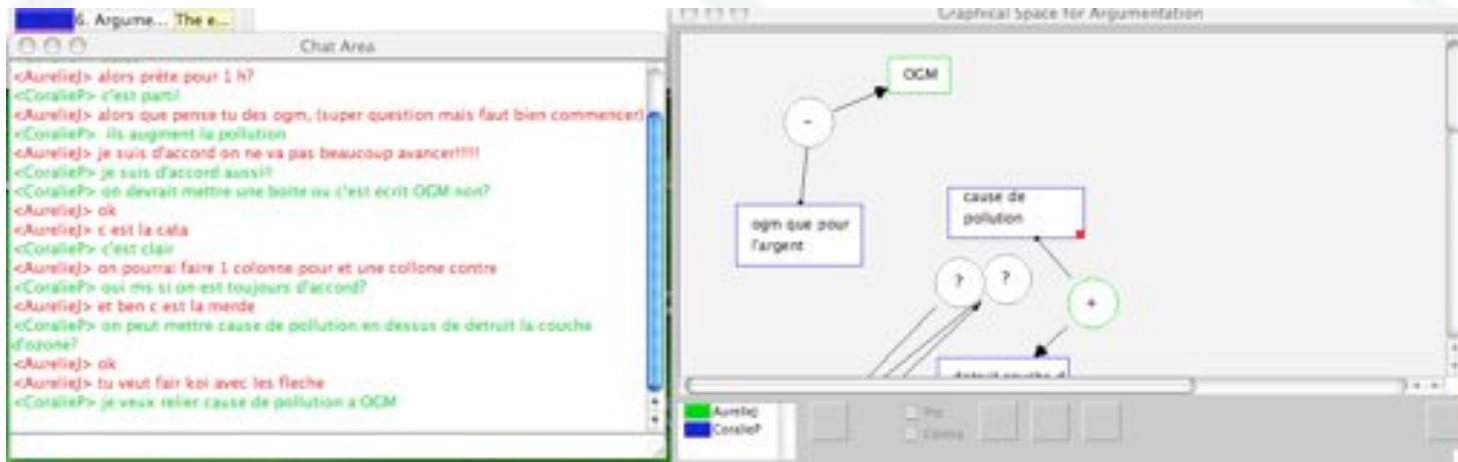 6. Argume... The e...
Chat Area
<AurelieJ> alors prête pour 1 h?
<CoralieP> c'est parti!
<AurelieJ> alors que pense tu des ogm, (super question mais faut bien commencer)
<CoralieP> ils augment la pollution
<AurelieJ> je suis d'accord on ne va pas beaucoup avancer!!!!!
<CoralieP> je suis d'accord aussi!!
<CoralieP> on devrait mettre une boite ou c'est écrit OGM non?
<AurelieJ> ok
<AurelieJ> c est la cata
<CoralieP> c'est clair
<AurelieJ> on pourrai faire 1 colonne pour et une collone contre
<CoralieP> oui ms si on est toujours d'accord?
<AurelieJ> et ben c est la merde
<CoralieP> on peut mettre cause de pollution en dessus de detruit la couche
d'ozone?
<AurelieJ> ok
<AurelieJ> tu veut fair koi avec les fleche
<CoralieP> je veux relier cause de pollution a OGM
Graphical Space for Argumentation
OGM
-
ogm que pour
l'argent
cause de
pollution
? ?
+
detruit couche d
AurelieJ
CoralieP
Pro
Contra